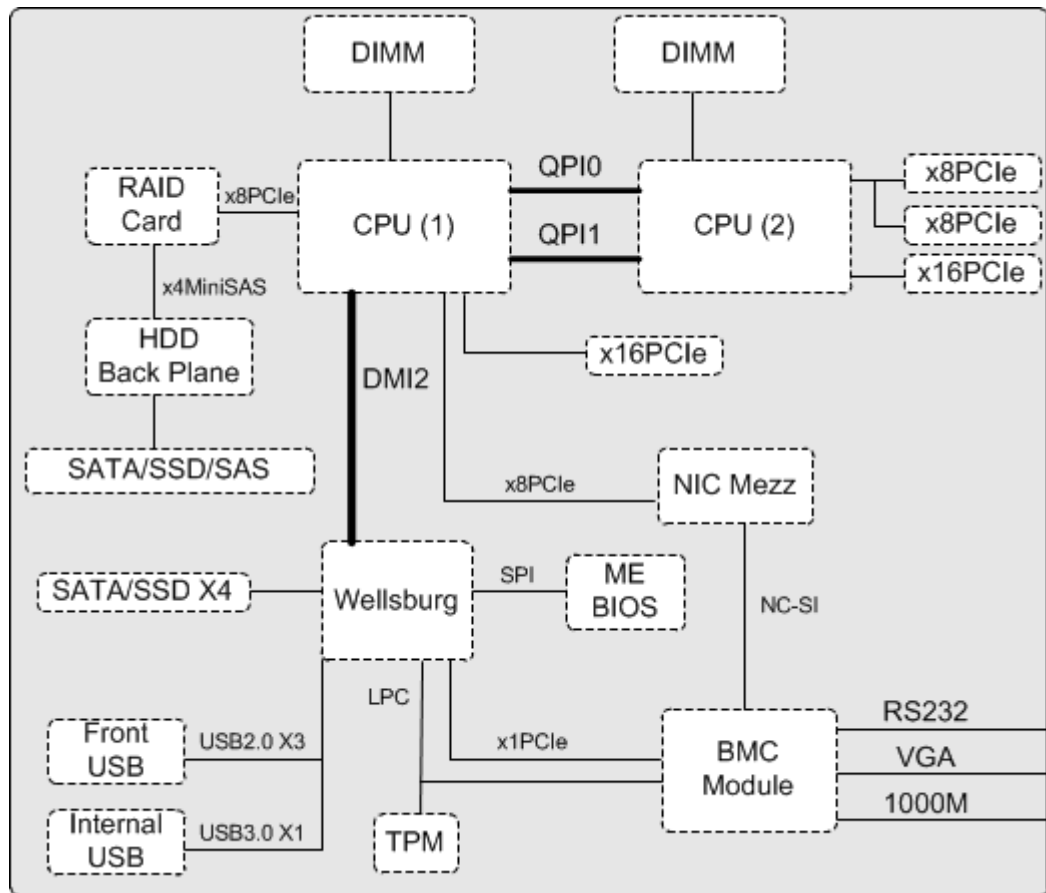 DIMM
DIMM
RAID
Card
x8PCIe
CPU (1)
QPI0
QPI1
CPU (2)
x8PCIe
x8PCIe
x16PCIe
x4MiniSAS
HDD
Back Plane
DMI2
x16PCIe
SATA/SSD/SAS
x8PCIe
NIC Mezz
SATA/SSD X4
Wellsburg
SPI
ME
BIOS
NC-SI
LPC
Front
USB
USB2.0 X3
x1PCIe
BMC
Module
RS232
VGA
1000M
Internal
USB
USB3.0 X1
TPM